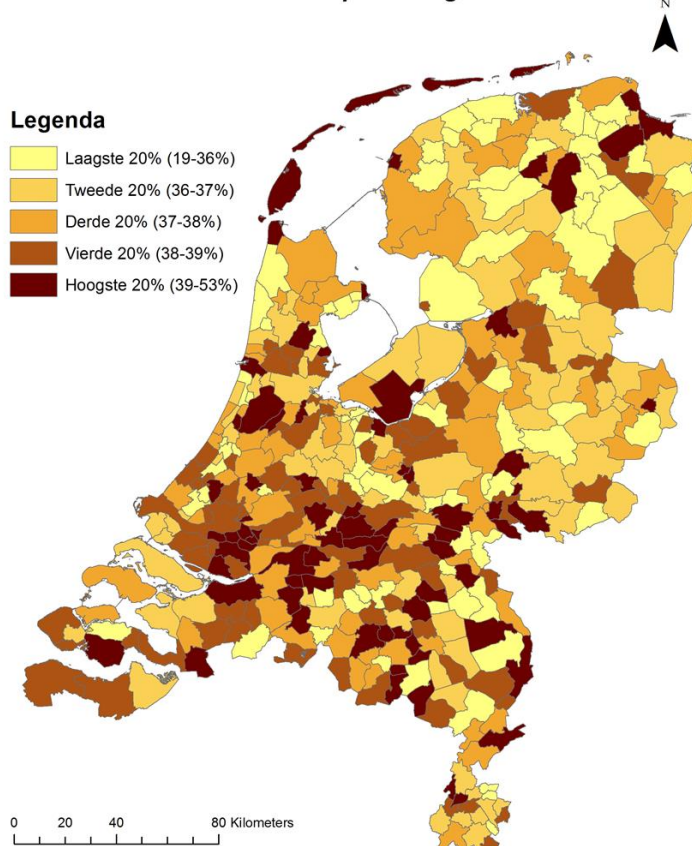 N
Legenda
Laagste 20% (19-36%)
Tweede 20% (36-37%)
Derde 20% (37-38%)
Vierde 20% (38-39%)
Hoogste 20% (39-53%)
0 20 40 80 Kilometers